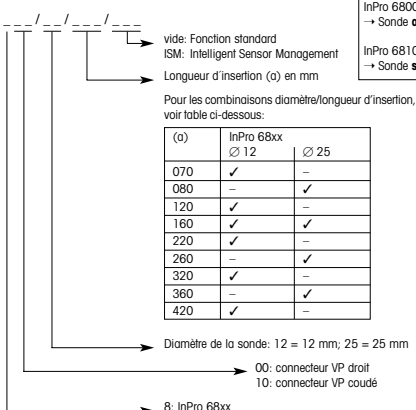 InPro 6800
→ Sonde
InPro 6810
→ Sonde
_ _ _ / _ _ / _ _ _ / _ _ _
vide: Fonction standard
ISM: Intelligent Sensor Management
Longueur d´insertion (a) en mm
Pour les combinaisons diamètre/longueur d’insertion,
voir table ci-dessous:
(a) InPro 68xx
∅ 12 ∅ 25
070 ✓ –
080 – ✓
120 ✓ –
160 ✓ ✓
220 ✓ –
260 – ✓
320 ✓ –
360 – ✓
420 ✓ –
Diamètre de la sonde: 12 = 12 mm; 25 = 25 mm
00: connecteur VP droit
10: connecteur VP coudé
8: InPro 68xx